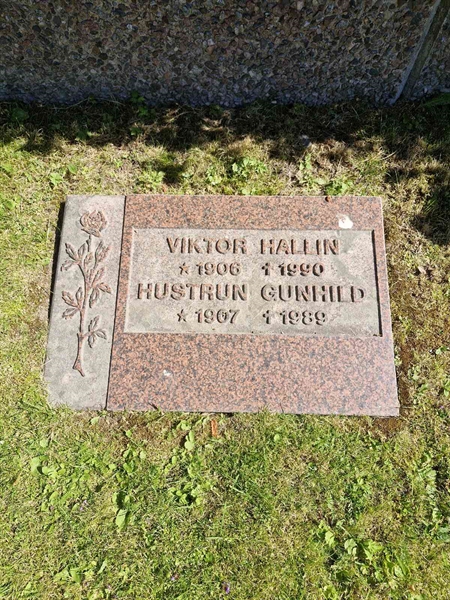 VIKTOR HALLIN
★ 1906 ✝ 1990
HUSTRUN GUNHILD
★ 1907 ✝ 1989